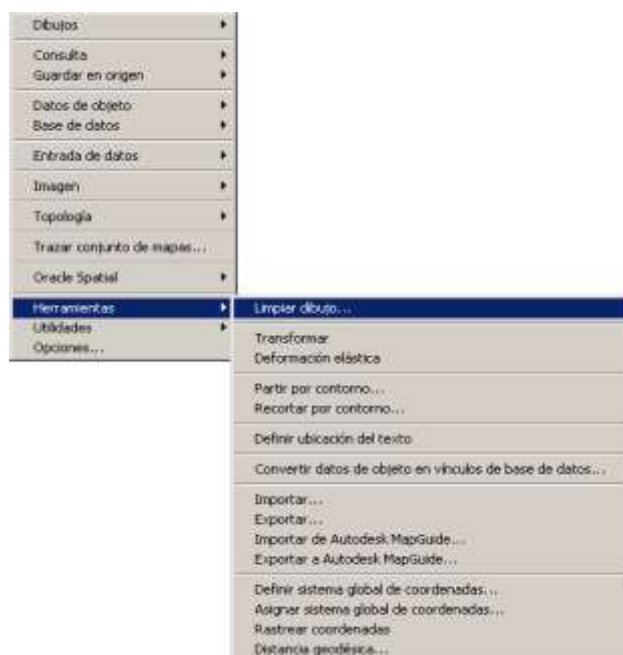 Dibujos
Consulta
Guardar en origen
Datos de objeto
Base de datos
Entrada de datos
Imagen
Topología
Trazar conjunto de mapas...
Oracle Spatial
Herramientas
Utilidades
Opciones...
Limpiar dibujo...
Transformar
Deformación elástica
Partir por contorno...
Recortar por contorno...
Definir ubicación del texto
Convertir datos de objeto en vínculos de base de datos...
Importar...
Exportar...
Importar de Autodesk MapGuide...
Exportar a Autodesk MapGuide...
Definir sistema global de coordenadas...
Asignar sistema global de coordenadas...
Rastrear coordenadas
Distancia geodésica...